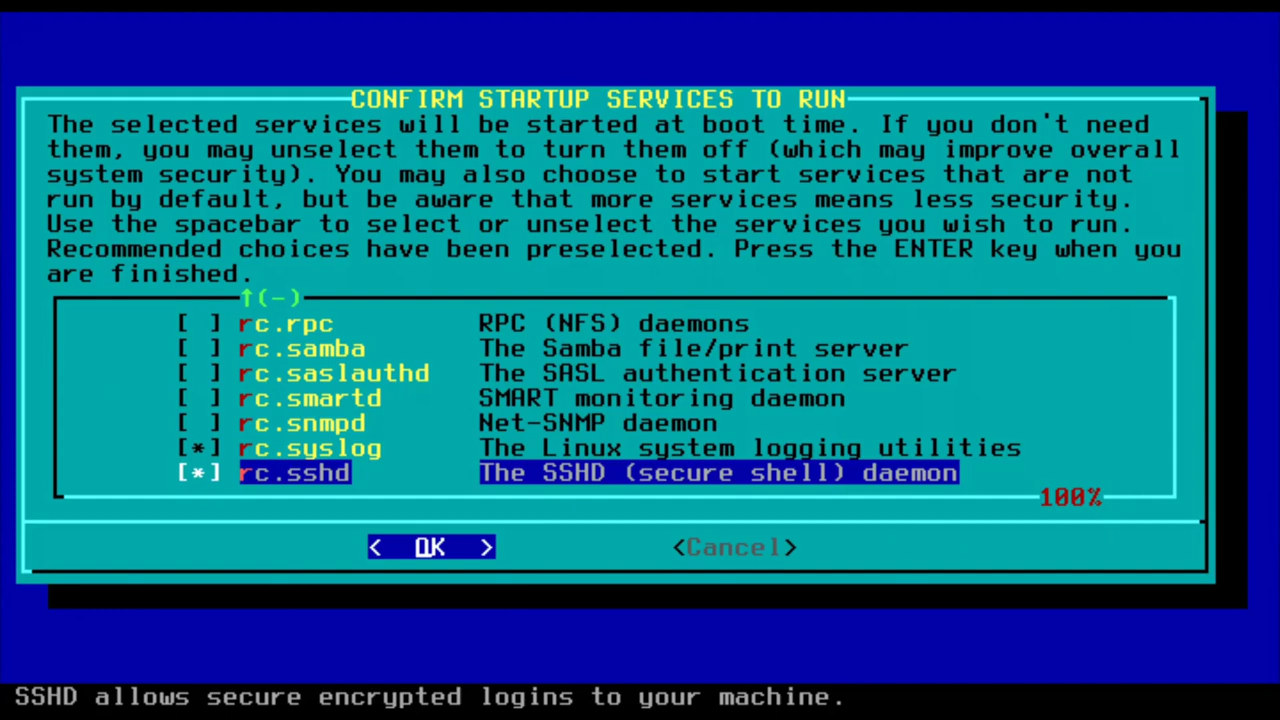 CONFIRM STARTUP SERVICES TO RUN
The selected services will be started at boot time. If you don't need
them, you may unselect them to turn them off (which may improve overall
system security). You may also choose to start services that are not
run by default, but be aware that more services means less security.
Use the spacebar to select or unselect the services you wish to run.
Recommended choices have been preselected. Press the ENTER key when you
are finished.
↑(-)
[ ] rc.rpc RPC (NFS) daemons
[ ] rc.samba The Samba file/print server
[ ] rc.saslauthd The SASL authentication server
[ ] rc.smartd SMART monitoring daemon
[ ] rc.snmpd Net-SNMP daemon
[*] rc.syslog The Linux system logging utilities
[*] rc.sshd The SSHD (secure shell) daemon
100%
< OK > <Cancel>
SSHD allows secure encrypted logins to your machine.